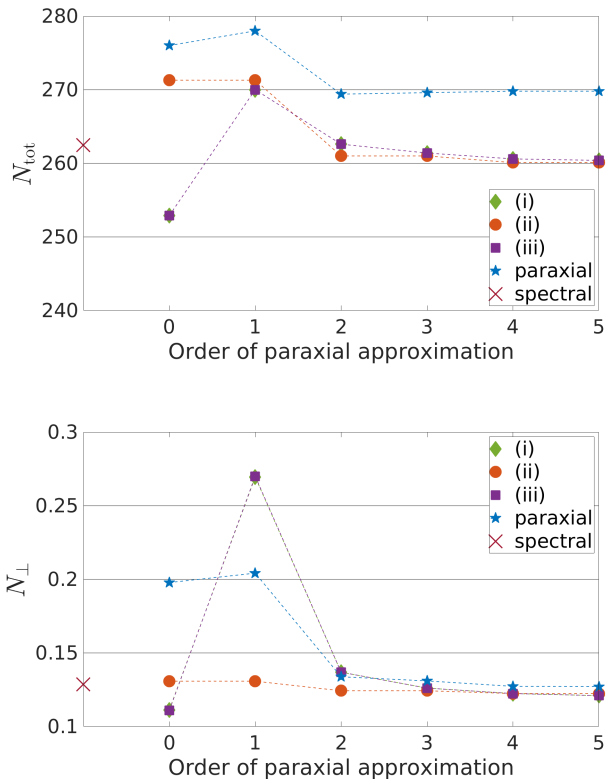 280
270
260
250
240
N_tot
(i)
(ii)
(iii)
paraxial
spectral
0 1 2 3 4 5
Order of paraxial approximation
0.3
0.25
0.2
0.15
0.1
N_⊥
(i)
(ii)
(iii)
paraxial
spectral
0 1 2 3 4 5
Order of paraxial approximation